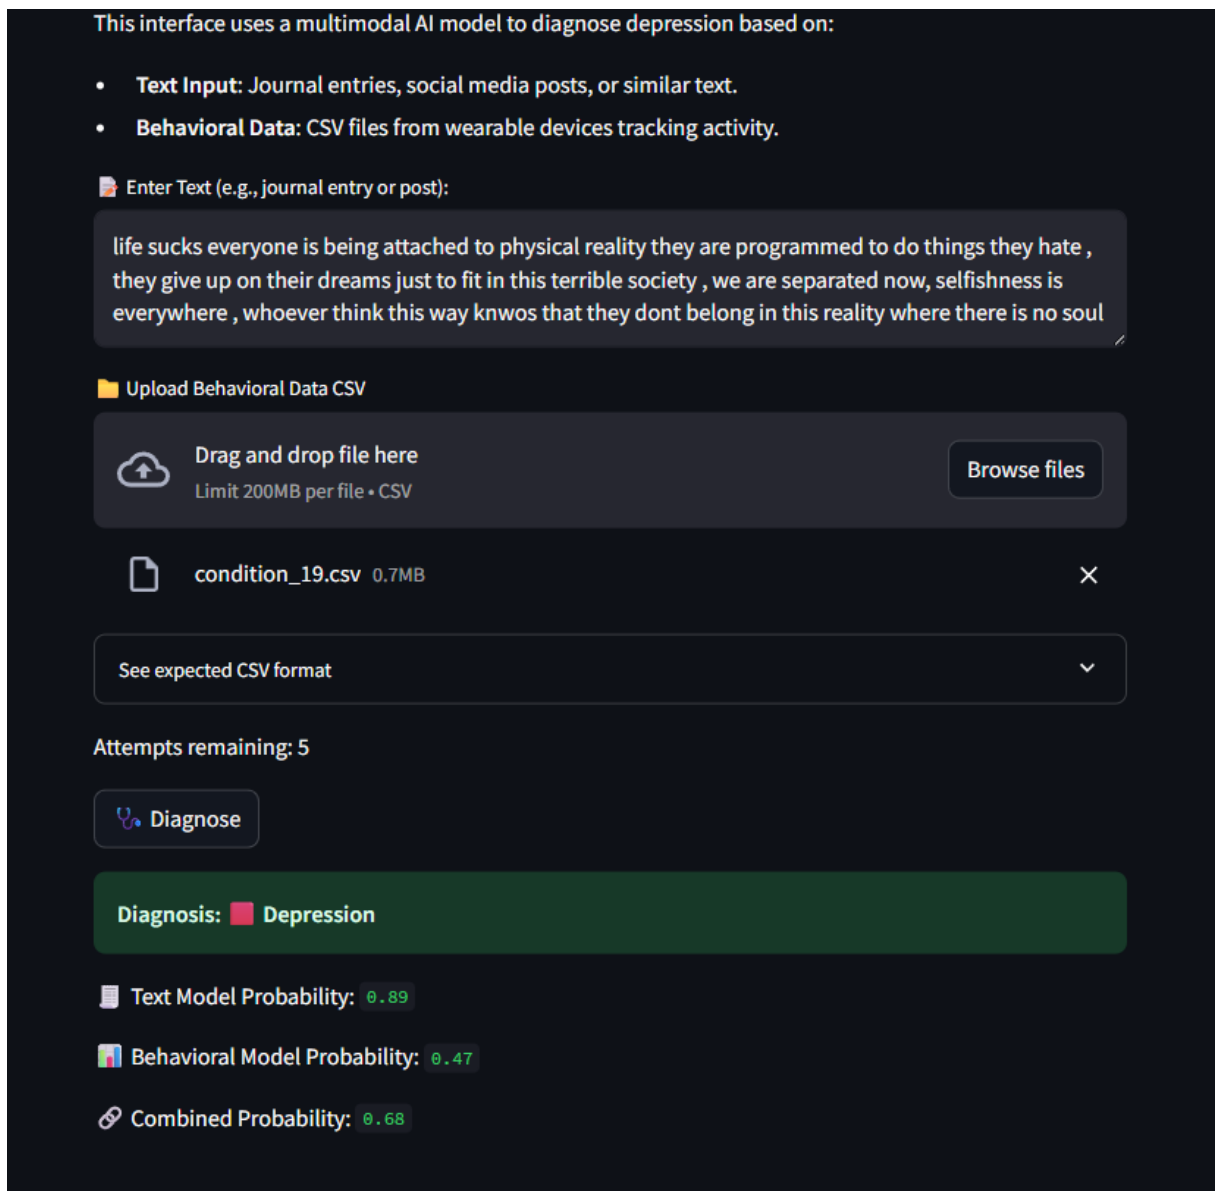 This interface uses a multimodal AI model to diagnose depression based on:
• Text Input: Journal entries, social media posts, or similar text.
• Behavioral Data: CSV files from wearable devices tracking activity.
📝 Enter Text (e.g., journal entry or post):
life sucks everyone is being attached to physical reality they are programmed to do things they hate ,
they give up on their dreams just to fit in this terrible society , we are separated now, selfishness is
everywhere , whoever think this way knwos that they dont belong in this reality where there is no soul
📁 Upload Behavioral Data CSV
Drag and drop file here
Limit 200MB per file • CSV
Browse files
condition_19.csv 0.7MB
See expected CSV format
Attempts remaining: 5
🩺 Diagnose
Diagnosis: 🟥 Depression
🧾 Text Model Probability: 0.89
📊 Behavioral Model Probability: 0.47
🔗 Combined Probability: 0.68